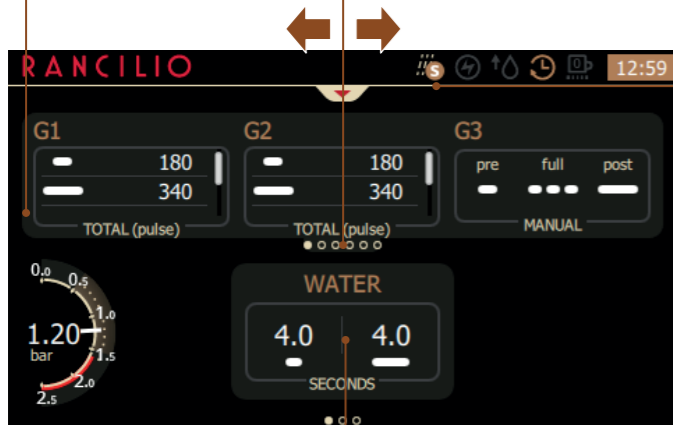 RANCILIO
S
0
12:59
G1
180
340
TOTAL (pulse)
G2
180
340
TOTAL (pulse)
G3
pre full post
MANUAL
0.0
0.5
1.0
1.20
bar
1.5
2.0
2.5
WATER
4.0 4.0
SECONDS